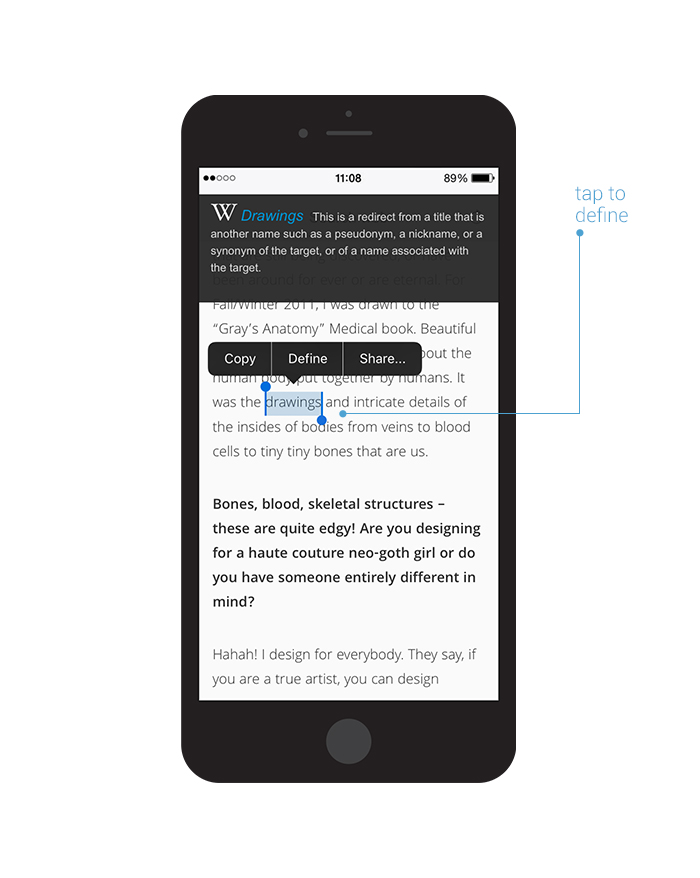 11:08
89%
W Drawings This is a redirect from a title that is
another name such as a pseudonym, a nickname, or a
synonym of the target, or of a name associated with
the target.
been around for ever or are eternal. For
Fall/Winter 2011, I was drawn to the
“Gray’s Anatomy” Medical book. Beautiful
about the
Copy Define Share...
human body put together by humans. It
was the drawings and intricate details of
the insides of bodies from veins to blood
cells to tiny tiny bones that are us.
Bones, blood, skeletal structures –
these are quite edgy! Are you designing
for a haute couture neo-goth girl or do
you have someone entirely different in
mind?
Hahah! I design for everybody. They say, if
you are a true artist, you can design
tap to
define